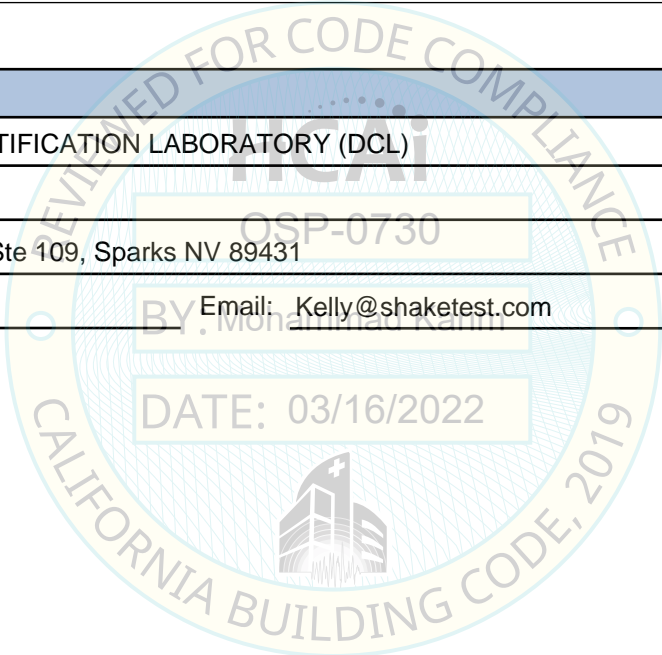 REVIEWED FOR CODE COMPLIANCE
HCAi
TIFICATION LABORATORY (DCL)
OSP-0730
Ste 109, Sparks NV 89431
Email: Kelly@shaketest.com
BY: Mohammad Karim
DATE: 03/16/2022
CALIFORNIA BUILDING CODE, 2019